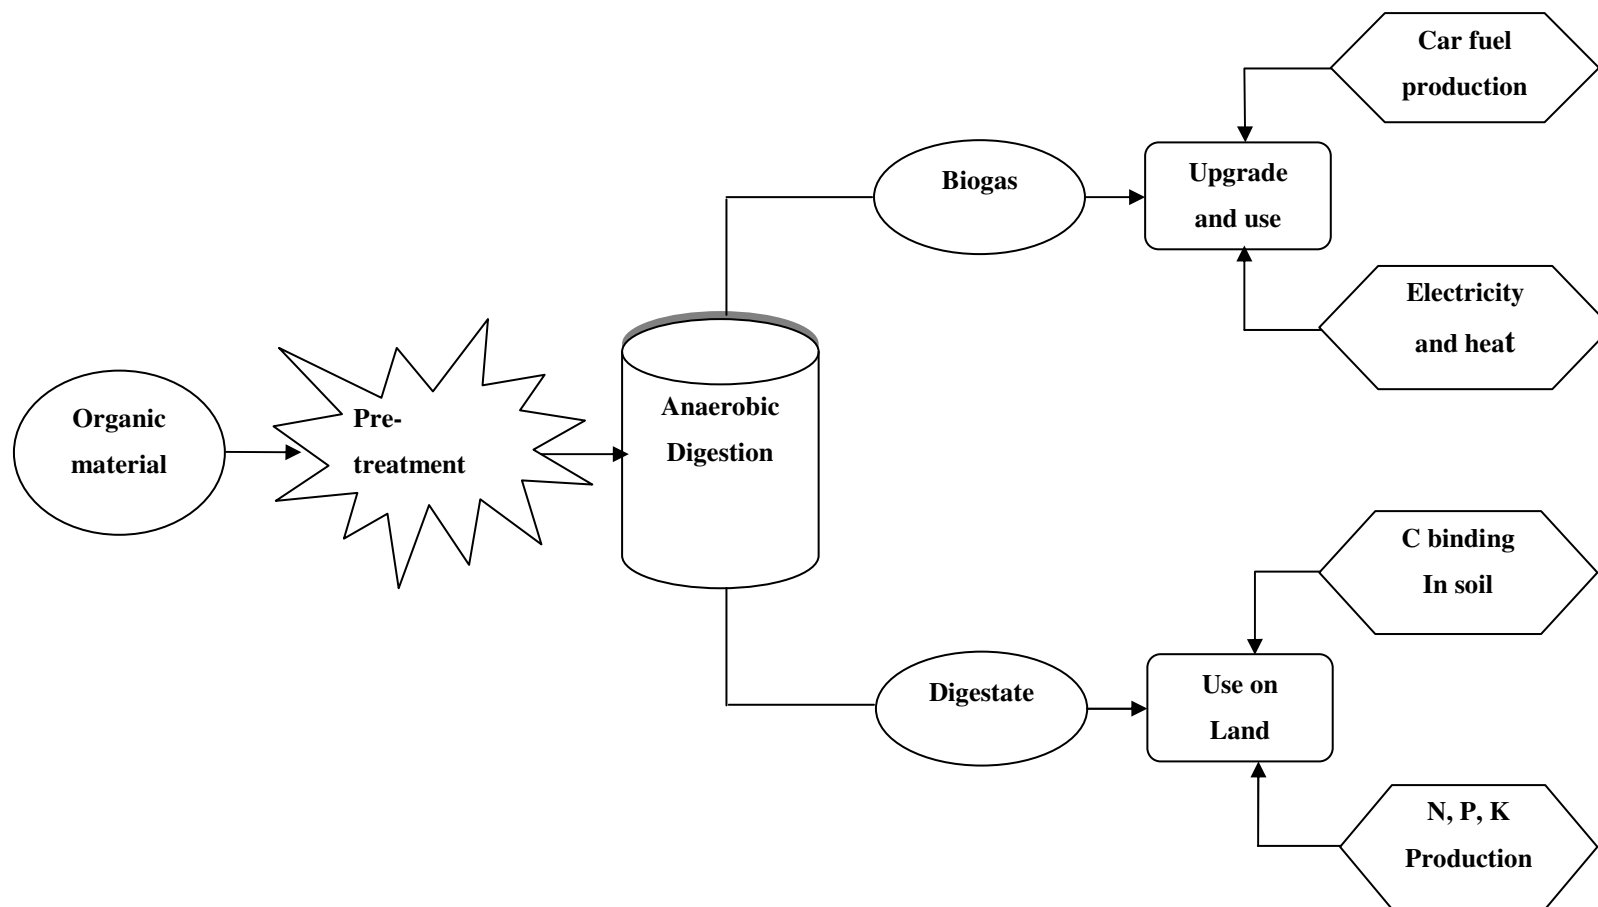 Car fuel
production
Biogas
Upgrade
and use
Electricity
and heat
Organic
material
Pre-
treatment
Anaerobic
Digestion
C binding
In soil
Digestate
Use on
Land
N, P, K
Production